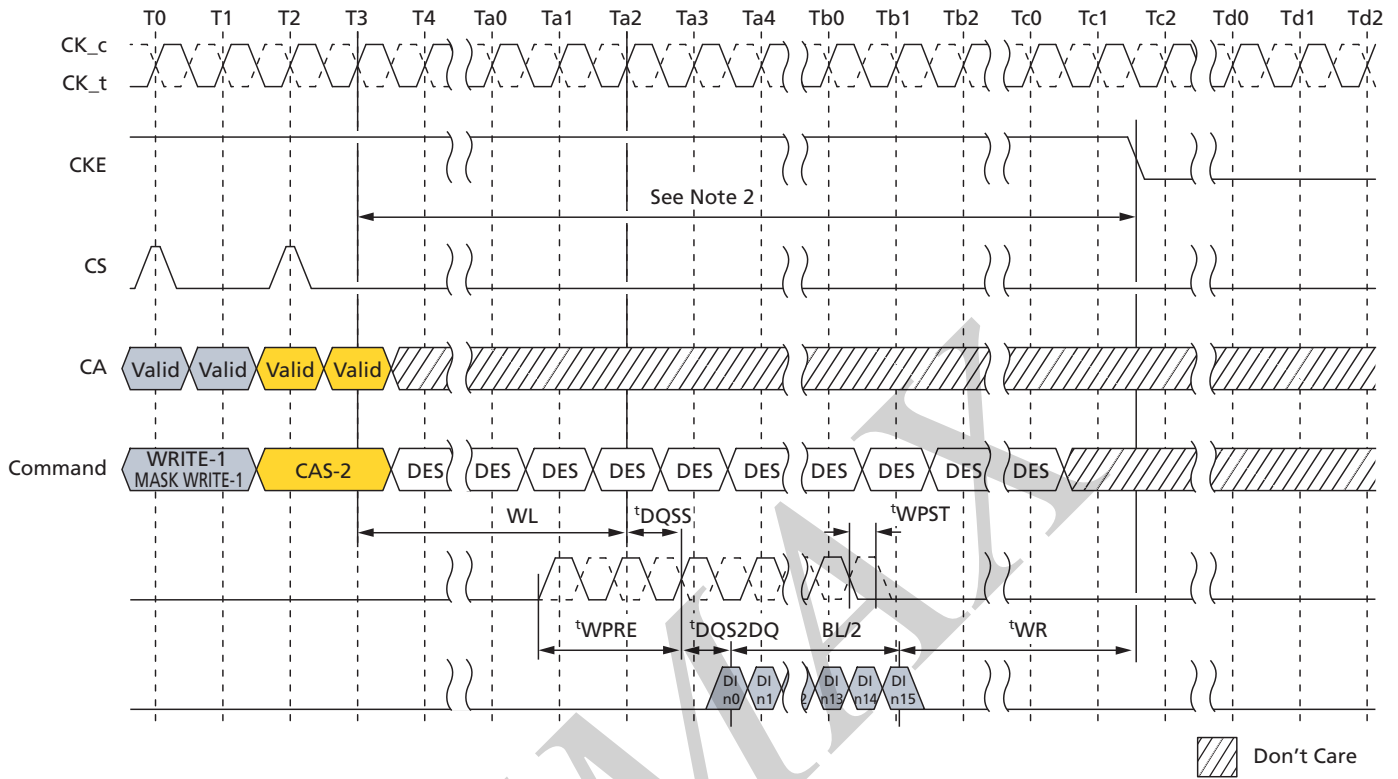 T0 T1 T2 T3 T4 Ta0 Ta1 Ta2 Ta3 Ta4 Tb0 Tb1 Tb2 Tc0 Tc1 Tc2 Td0 Td1 Td2
CK_c
CK_t
CKE
See Note 2
CS
CA Valid Valid Valid Valid
Command WRITE-1 MASK WRITE-1 CAS-2 DES DES DES DES DES DES DES DES DES DES
WL tDQSS tWPST
tWPRE tDQS2DQ BL/2 tWR
DI n0 DI n1 2 DI n13 DI n14 DI n15
Don't Care
MAX